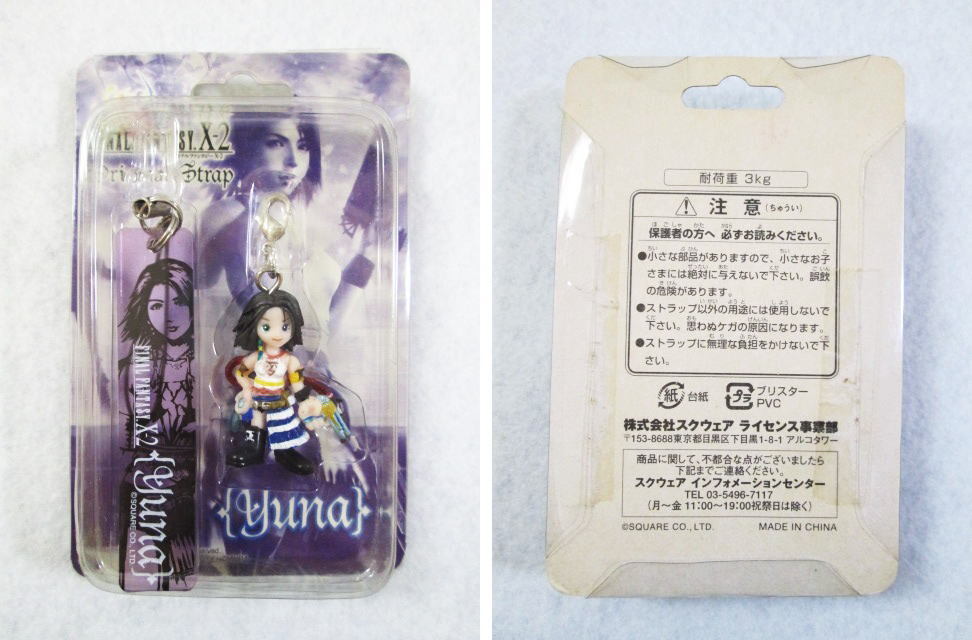 FINAL FANTASY. X-2
Original Strap
FINAL FANTASY. X-2
{Yuna}
©SQUARE CO., LTD.
{Yuna}
耐荷重 3kg
注意(ちゅうい)
保護者の方へ 必ずお読みください。
●小さな部品がありますので、小さなお子
さまには絶対に与えないで下さい。誤飲
の危険があります。
●ストラップ以外の用途には使用しないで
下さい。思わぬケガの原因になります。
●ストラップに無理な負担をかけないで下
さい。
紙 台紙 プラ ブリスター
PVC
株式会社スクウェア ライセンス事業部
〒153-8688東京都目黒区下目黒1-8-1 アルコタワー
商品に関して、不都合な点がございましたら
下記までご連絡ください。
スクウェア インフォメーションセンター
TEL 03-5496-7117
(月〜金 11:00〜19:00祝祭日は除く)
©SQUARE CO., LTD. MADE IN CHINA